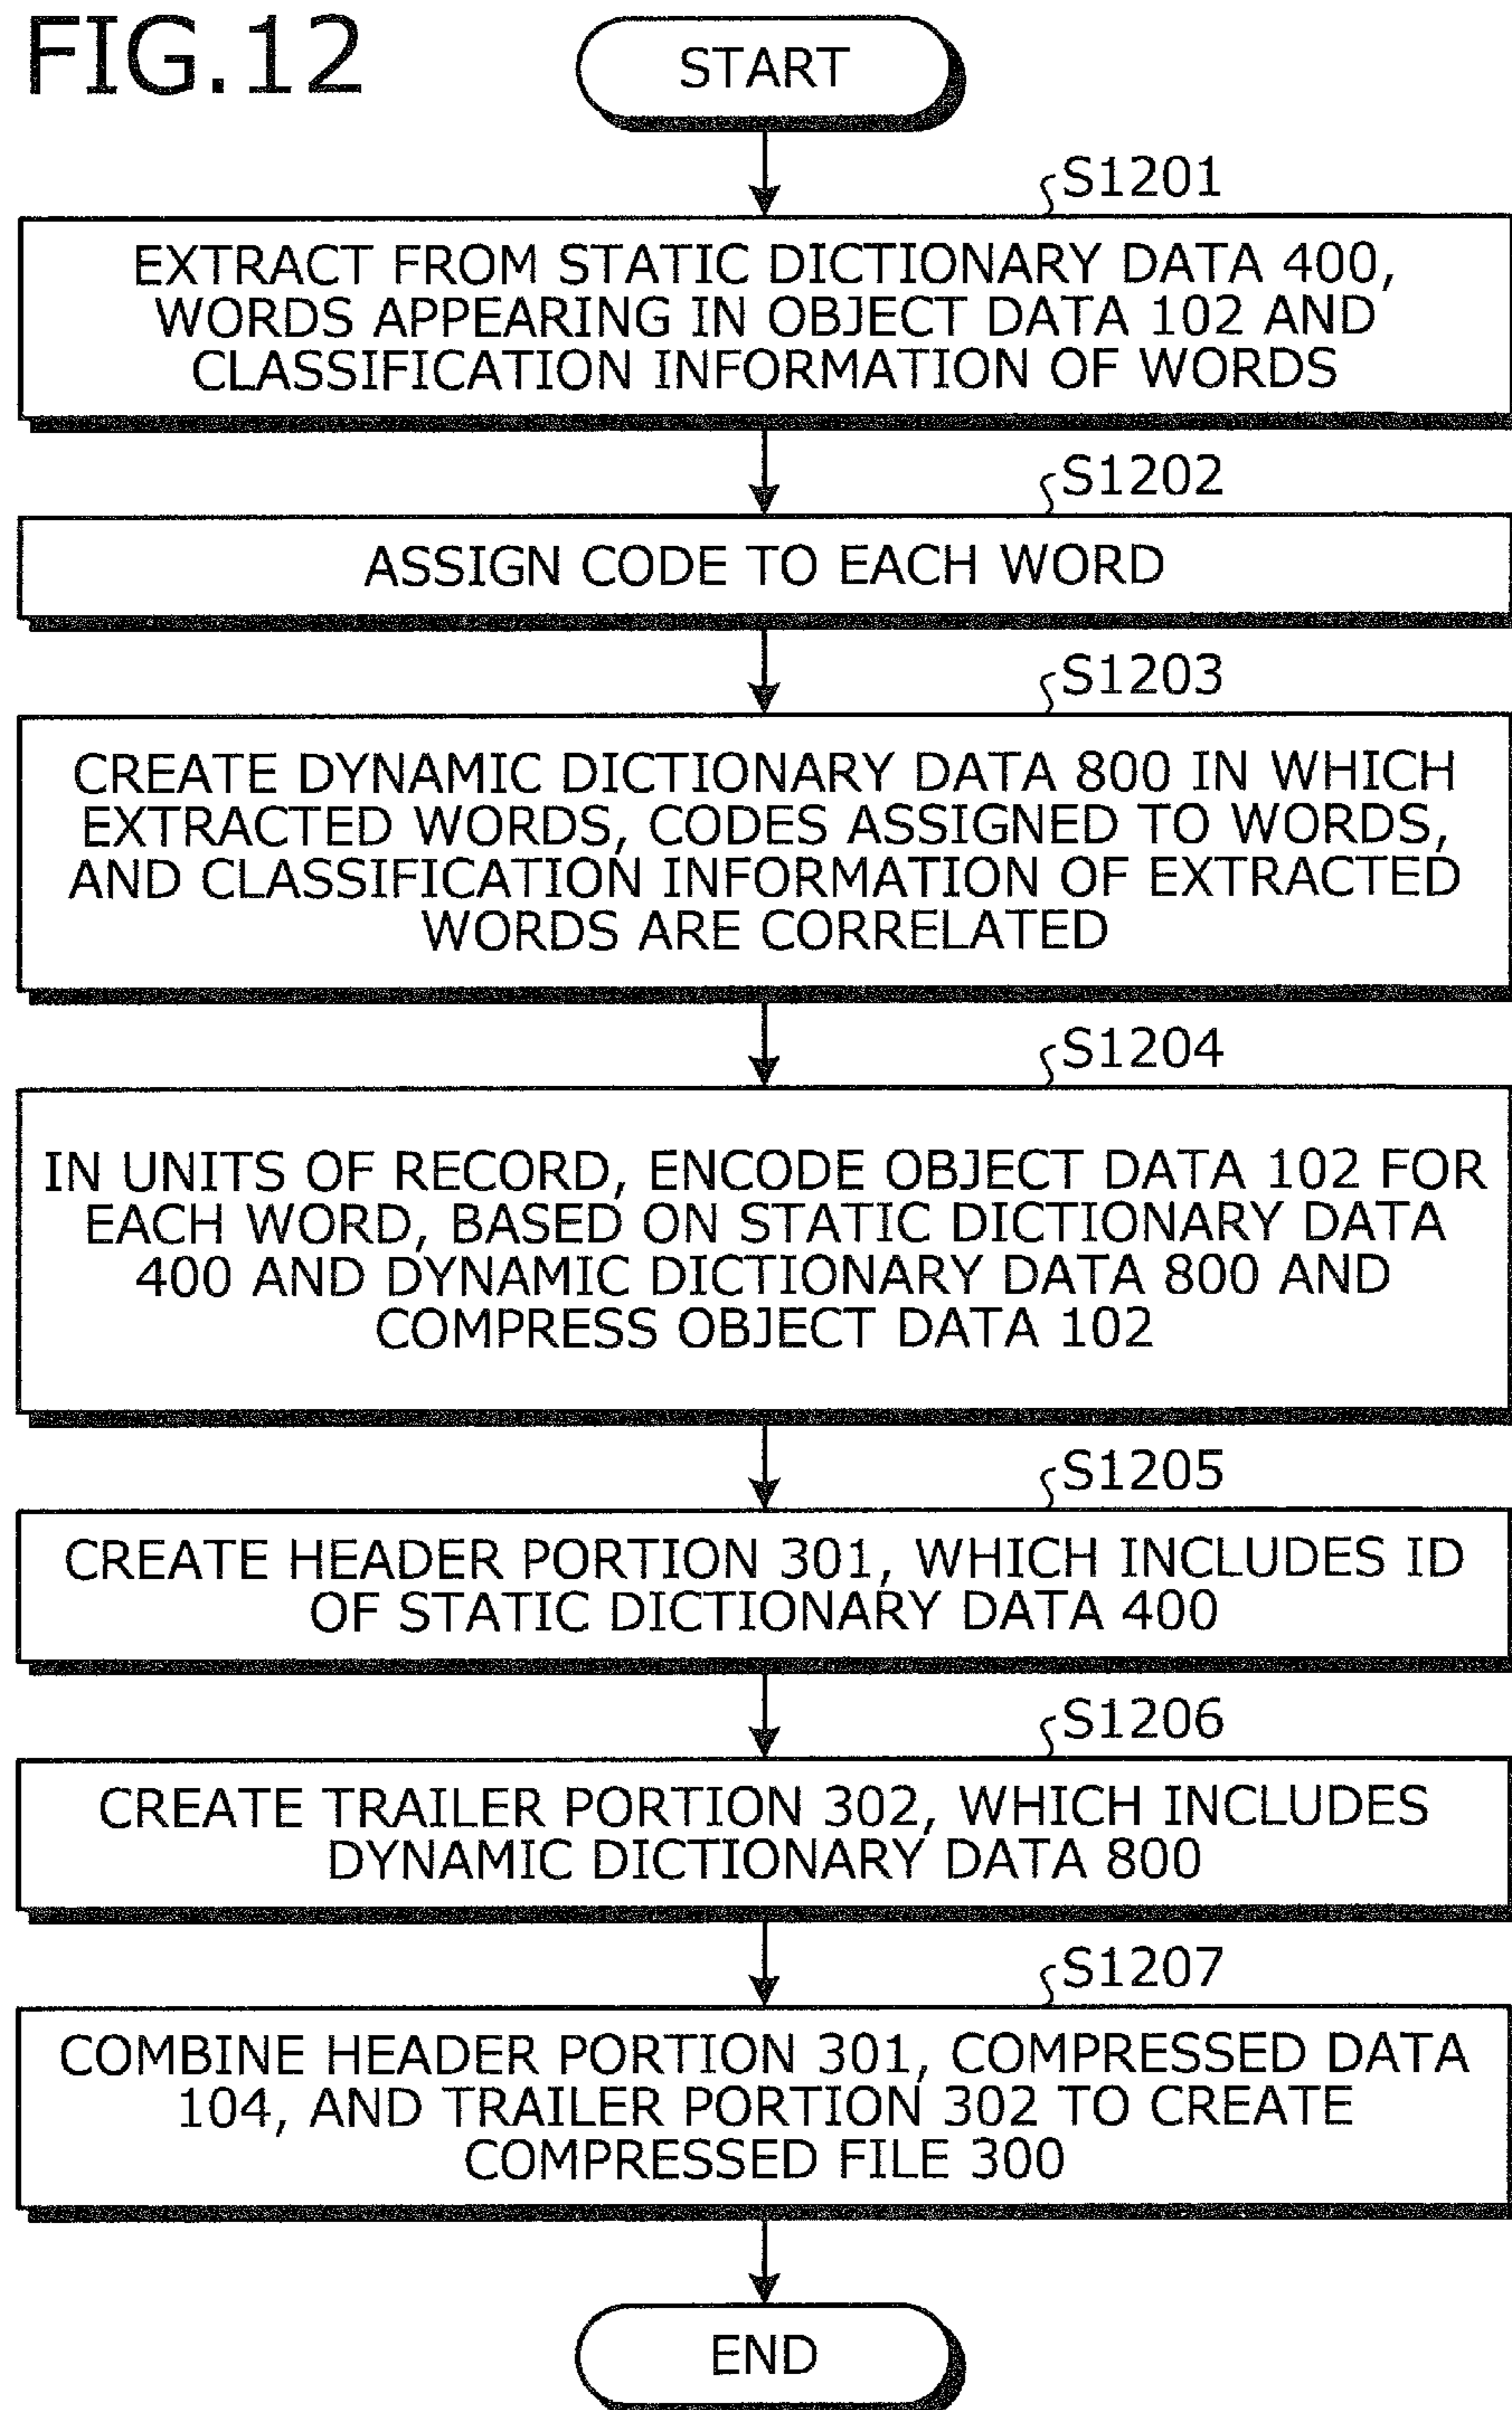 FIG.12
START
S1201
EXTRACT FROM STATIC DICTIONARY DATA 400,
WORDS APPEARING IN OBJECT DATA 102 AND
CLASSIFICATION INFORMATION OF WORDS
S1202
ASSIGN CODE TO EACH WORD
S1203
CREATE DYNAMIC DICTIONARY DATA 800 IN WHICH
EXTRACTED WORDS, CODES ASSIGNED TO WORDS,
AND CLASSIFICATION INFORMATION OF EXTRACTED
WORDS ARE CORRELATED
S1204
IN UNITS OF RECORD, ENCODE OBJECT DATA 102 FOR
EACH WORD, BASED ON STATIC DICTIONARY DATA
400 AND DYNAMIC DICTIONARY DATA 800 AND
COMPRESS OBJECT DATA 102
S1205
CREATE HEADER PORTION 301, WHICH INCLUDES ID
OF STATIC DICTIONARY DATA 400
S1206
CREATE TRAILER PORTION 302, WHICH INCLUDES
DYNAMIC DICTIONARY DATA 800
S1207
COMBINE HEADER PORTION 301, COMPRESSED DATA
104, AND TRAILER PORTION 302 TO CREATE
COMPRESSED FILE 300
END